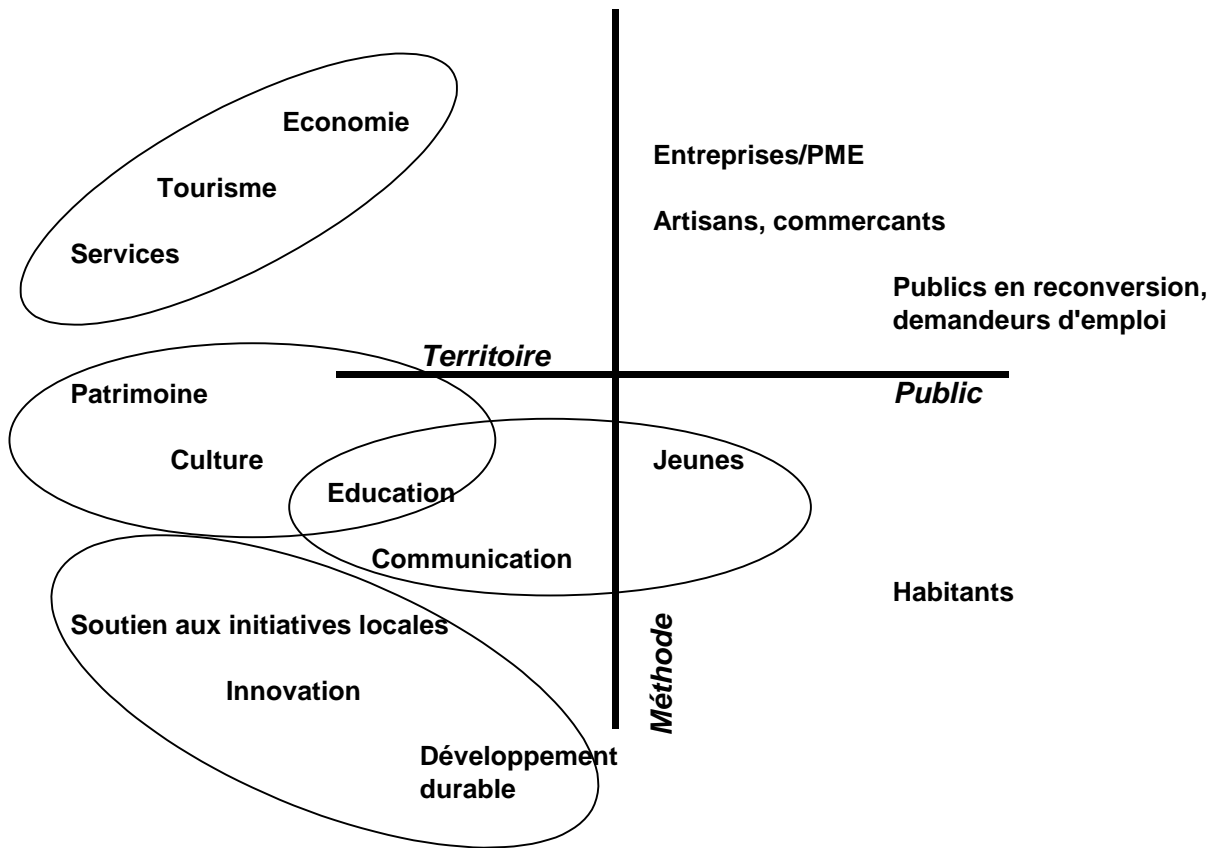 Economie
Entreprises/PME
Tourisme
Artisans, commercants
Services
Publics en reconversion,
demandeurs d'emploi
Territoire
Patrimoine
Public
Culture
Jeunes
Education
Communication
Habitants
Soutien aux initiatives locales
Méthode
Innovation
Développement
durable